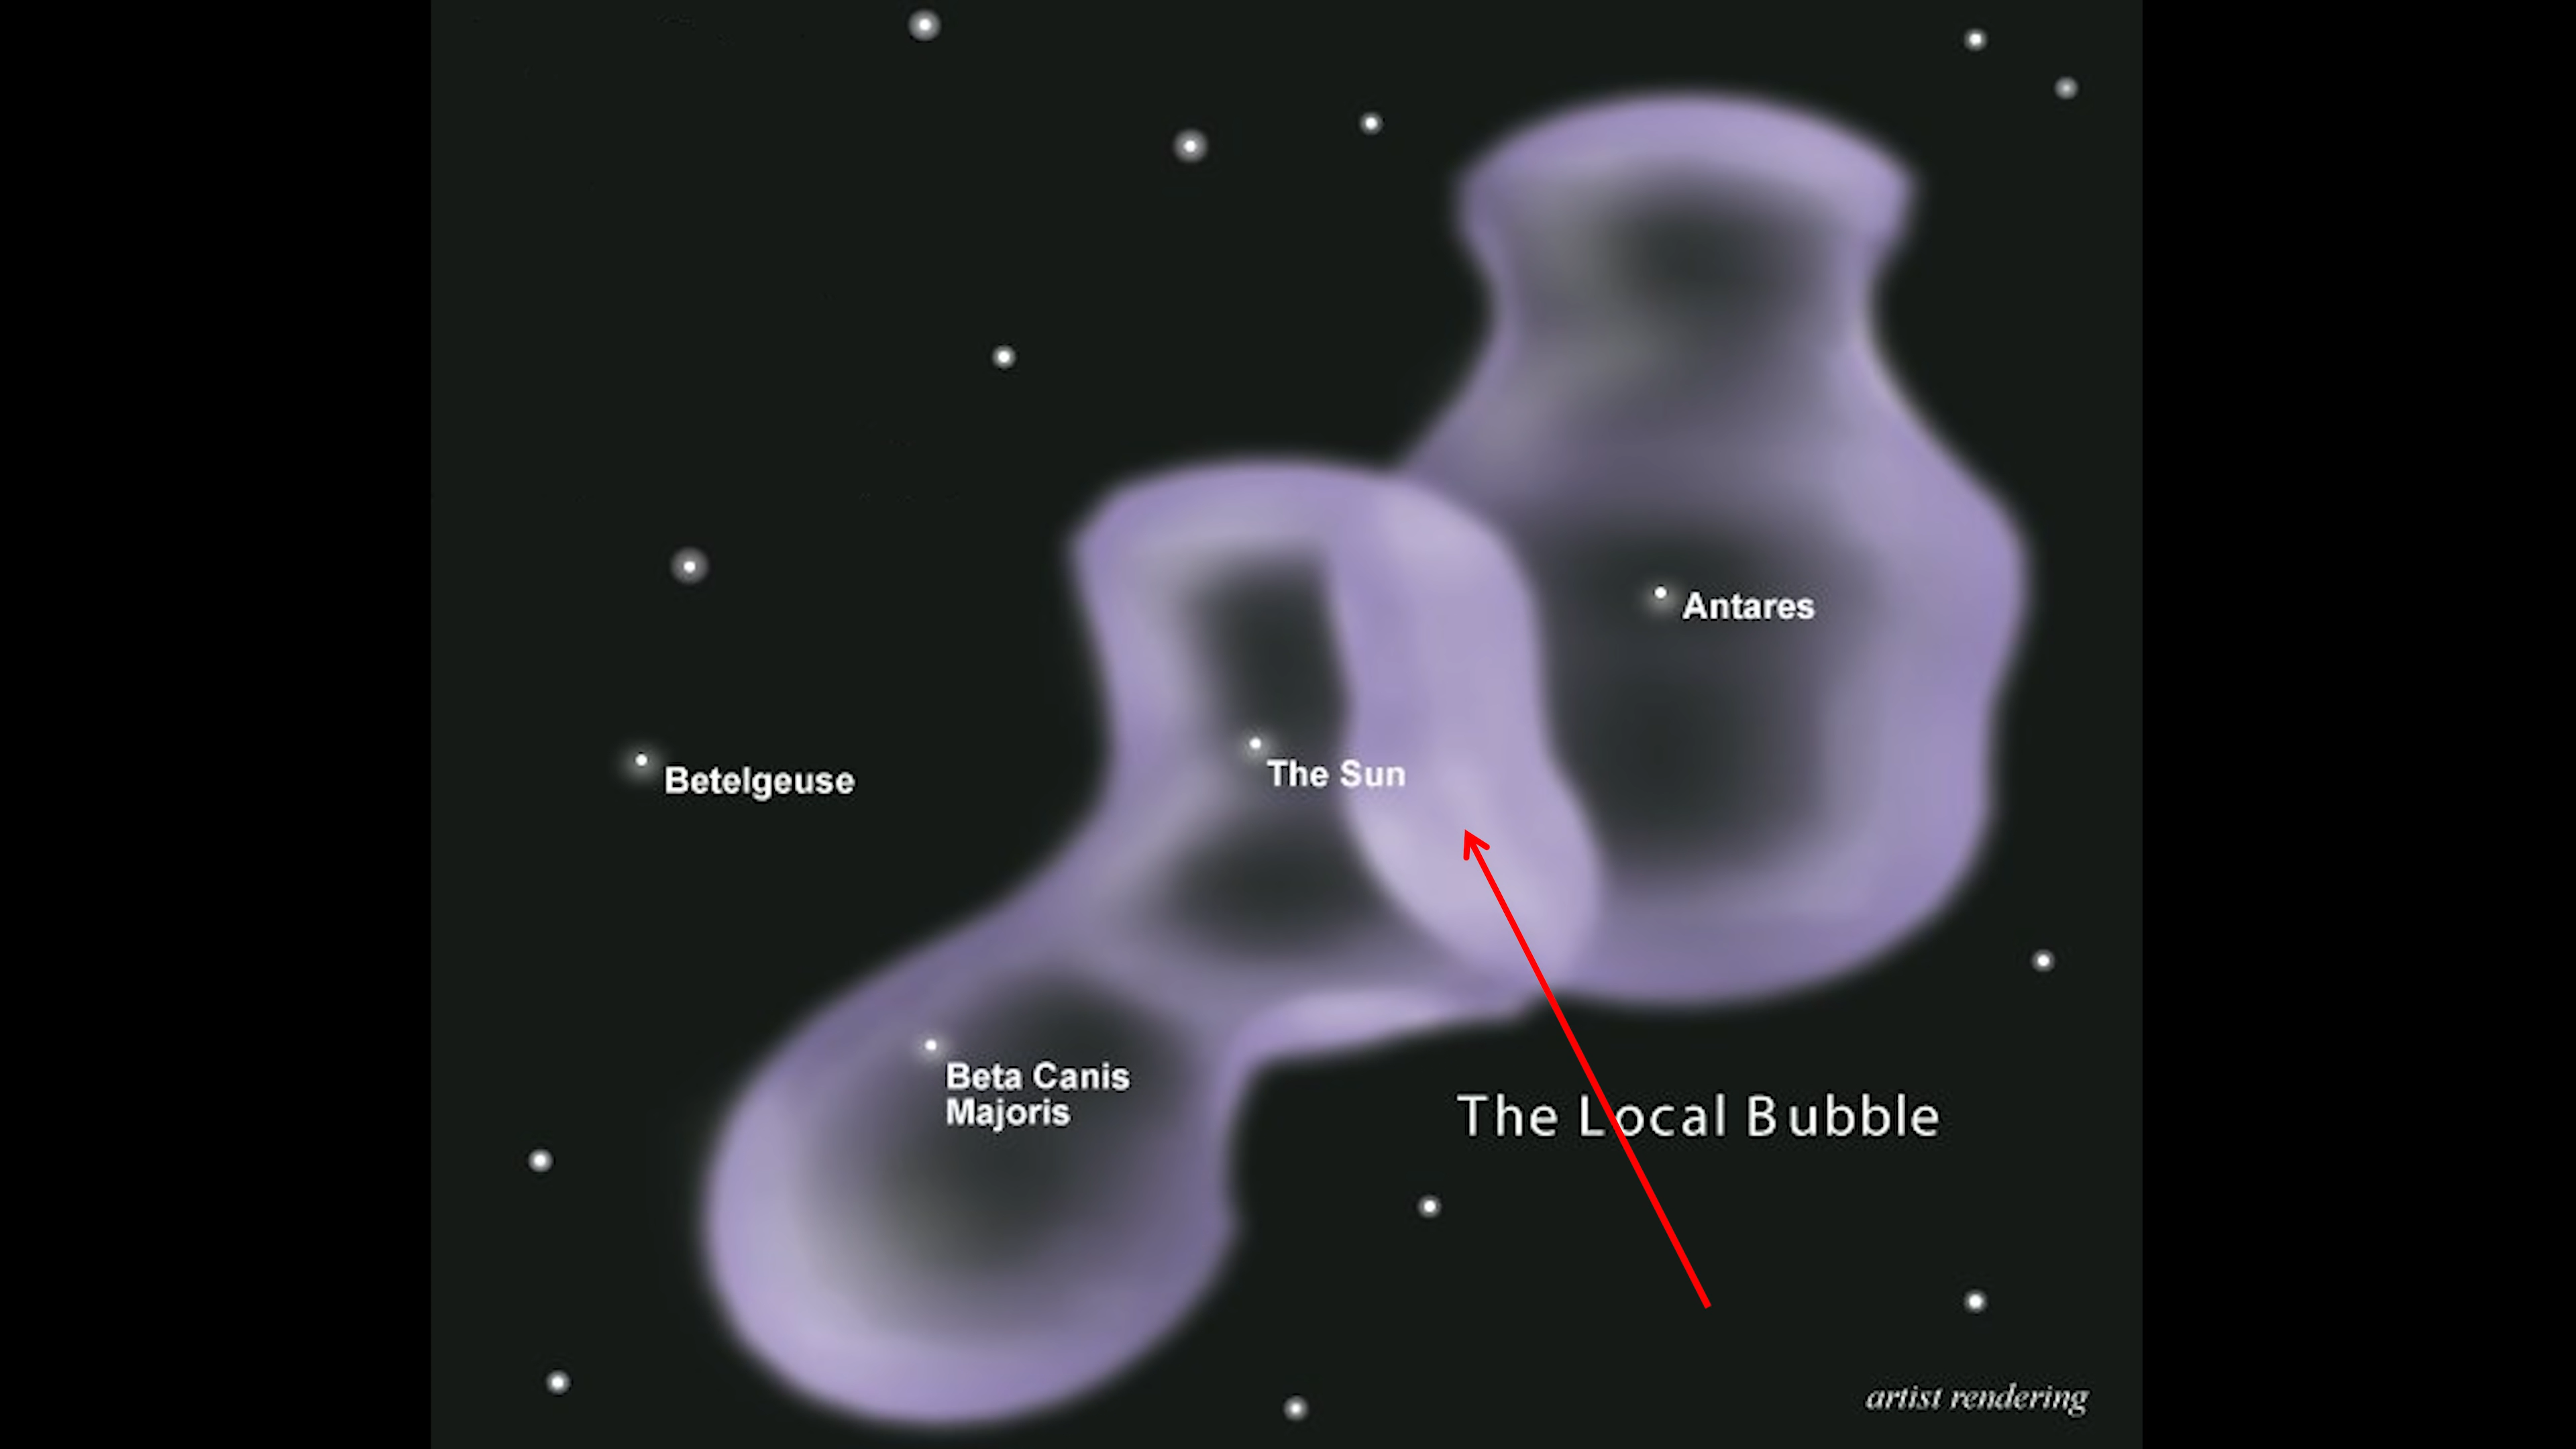 Antares
The Sun
Betelgeuse
Beta Canis
Majoris
The Local Bubble
artist rendering